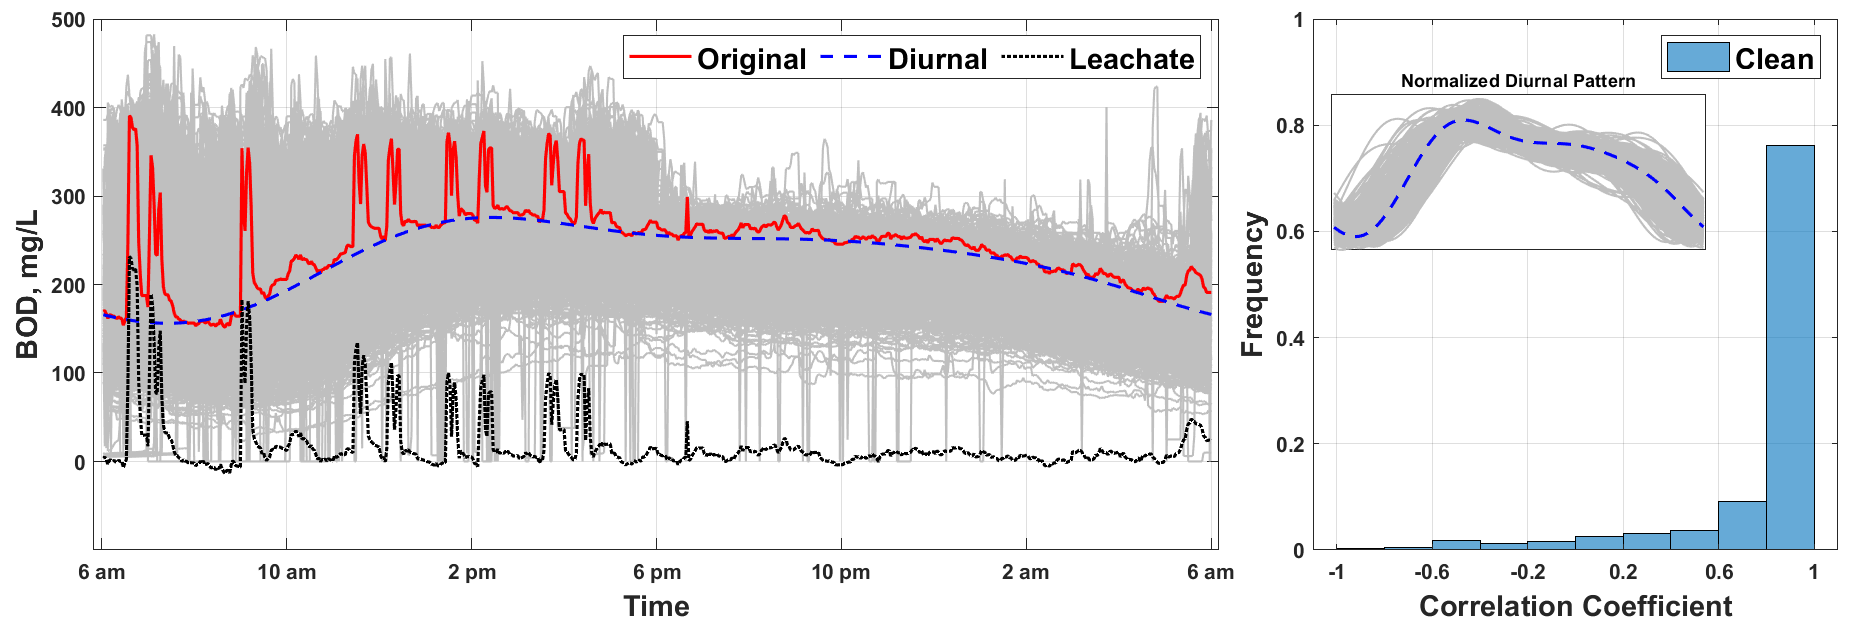 500
400
300
200
100
0
BOD, mg/L
Original
Diurnal
Leachate
6 am
10 am
2 pm
6 pm
10 pm
2 am
6 am
Time
1
0.8
0.6
0.4
0.2
0
Frequency
Clean
Normalized Diurnal Pattern
-1
-0.6
-0.2
0.2
0.6
1
Correlation Coefficient